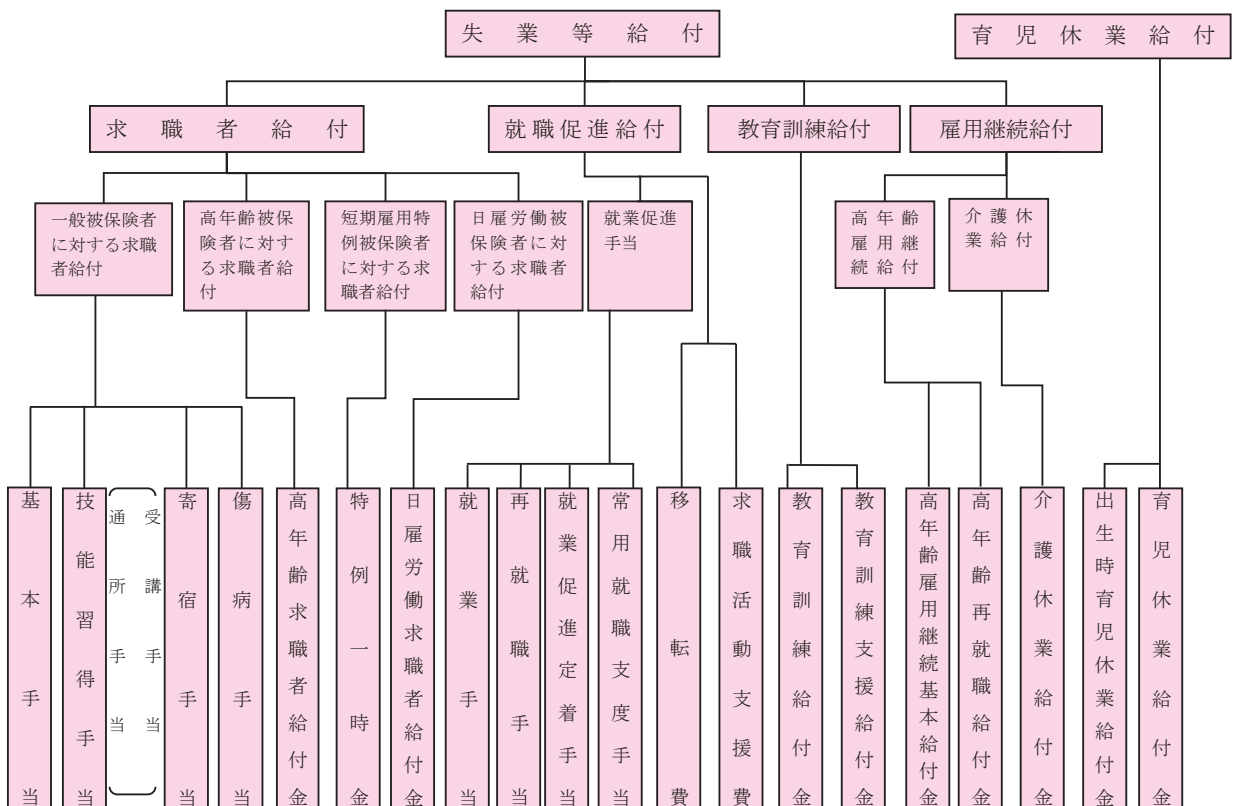 失業等給付
育児休業給付
求職者給付
就職促進給付
教育訓練給付
雇用継続給付
一般被保険者
に対する求職
者給付
高年齢被保
険者に対す
る求職者給
付
短期雇用特
例被保険者
に対する求
職者給付
日雇労働被
保険者に対
する求職者
給付
就業促進
手当
高年齢
雇用継
続給付
介護休
業給付
基本手当
技能習得手当
受講手当
通所手当
寄宿手当
傷病手当
高年齢求職者給付金
特例一時金
日雇労働求職者給付金
就業手当
再就職手当
就業促進定着手当
常用就職支度手当
移転費
求職活動支援費
教育訓練給付金
教育訓練支援給付金
高年齢雇用継続基本給付金
高年齢再就職給付金
介護休業給付金
出生時育児休業給付金
育児休業給付金